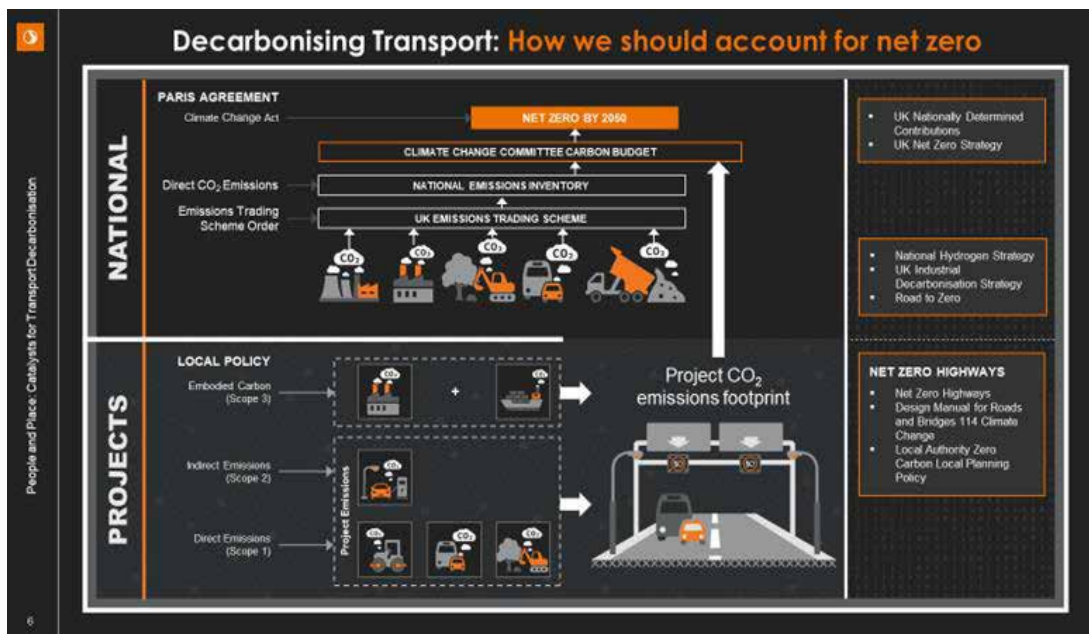 Decarbonising Transport: How we should account for net zero
People and Place: Catalysts for Transport Decarbonisation
6
NATIONAL
PARIS AGREEMENT
Climate Change Act
NET ZERO BY 2050
CLIMATE CHANGE COMMITTEE CARBON BUDGET
Direct CO₂ Emissions
NATIONAL EMISSIONS INVENTORY
Emissions Trading
Scheme Order
UK EMISSIONS TRADING SCHEME
CO₂
CO₂
CO₂
CO₂
CO₂
▪ UK Nationally Determined
Contributions
▪ UK Net Zero Strategy
▪ National Hydrogen Strategy
▪ UK Industrial
Decarbonisation Strategy
▪ Road to Zero
PROJECTS
LOCAL POLICY
Embodied Carbon
(Scope 3)
CO₂
+
CO₂
Indirect Emissions
(Scope 2)
CO₂
Direct Emissions
(Scope 1)
Project Emissions
CO₂
CO₂
CO₂
Project CO₂
emissions footprint
NET ZERO HIGHWAYS
▪ Net Zero Highways
▪ Design Manual for Roads
and Bridges 114 Climate
Change
▪ Local Authority Zero
Carbon Local Planning
Policy